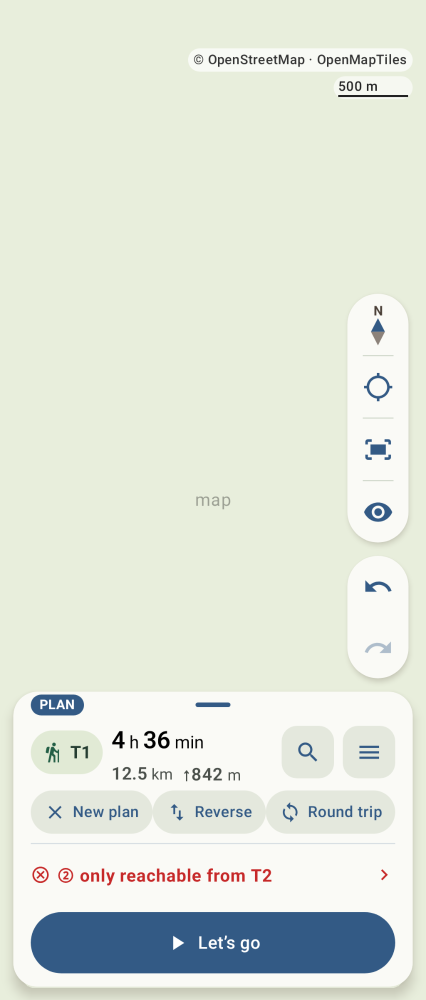 © OpenStreetMap · OpenMapTiles
500 m
N
map
PLAN
T1
4 h 36 min
12.5 km ↑842 m
New plan Reverse Round trip
② only reachable from T2
Let’s go